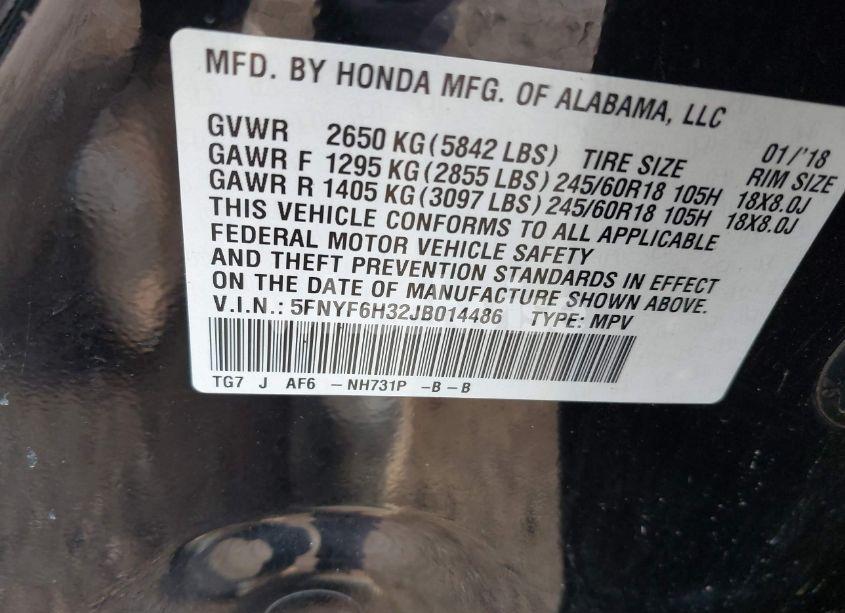 MFD. BY HONDA MFG. OF ALABAMA, LLC
01/'18
GVWR 2650 KG (5842 LBS) TIRE SIZE RIM SIZE
GAWR F 1295 KG (2855 LBS) 245/60R18 105H 18X8.0J
GAWR R 1405 KG (3097 LBS) 245/60R18 105H 18X8.0J
THIS VEHICLE CONFORMS TO ALL APPLICABLE
FEDERAL MOTOR VEHICLE SAFETY
AND THEFT PREVENTION STANDARDS IN EFFECT
ON THE DATE OF MANUFACTURE SHOWN ABOVE.
V.I.N.: 5FNYF6H32JB014486 TYPE: MPV
TG7 J AF6 – NH731P – B – B